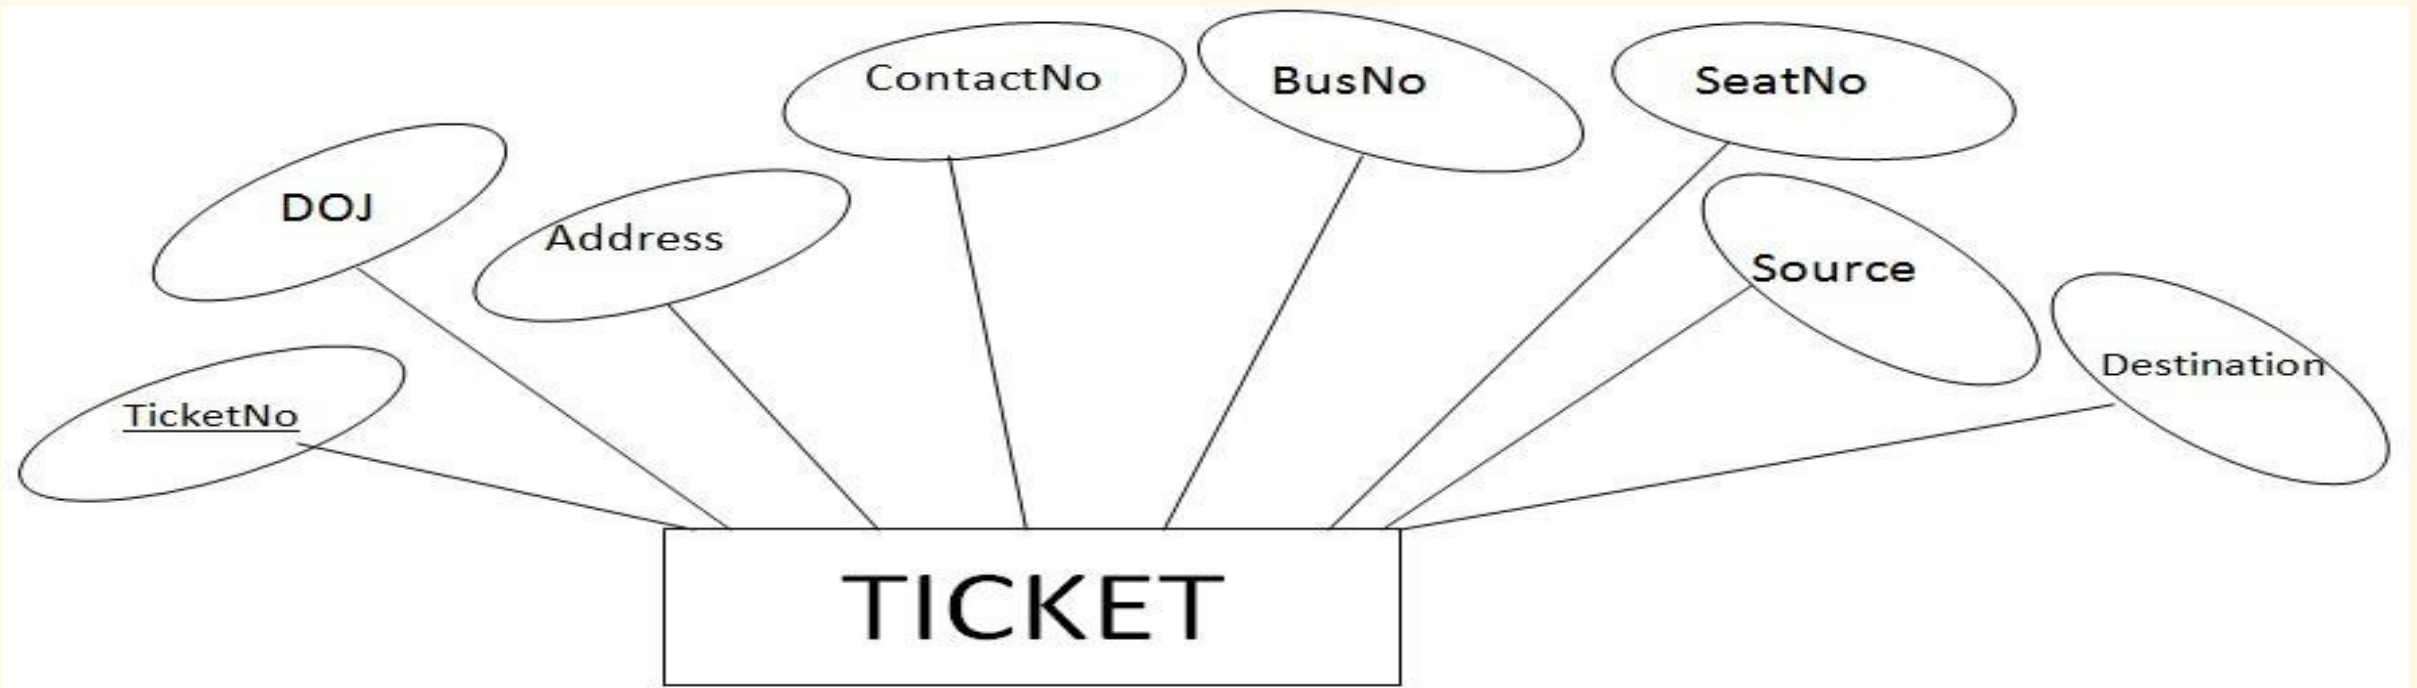 ContactNo
BusNo
SeatNo
DOJ
Address
Source
Destination
TicketNo
TICKET